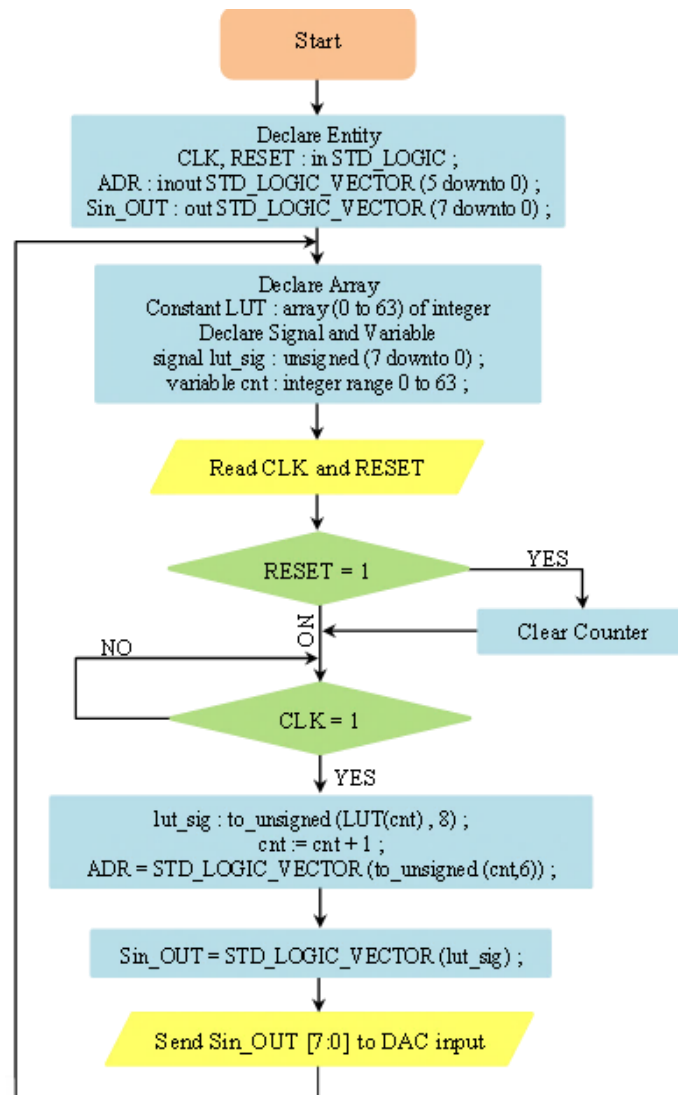 Start
Declare Entity
CLK, RESET : in STD_LOGIC ;
ADR : inout STD_LOGIC_VECTOR (5 downto 0) ;
Sin_OUT : out STD_LOGIC_VECTOR (7 downto 0) ;
Declare Array
Constant LUT : array (0 to 63) of integer
Declare Signal and Variable
signal lut_sig : unsigned (7 downto 0) ;
variable cnt : integer range 0 to 63 ;
Read CLK and RESET
RESET = 1
YES
Clear Counter
NO
NO
CLK = 1
YES
lut_sig : to_unsigned (LUT(cnt) , 8) ;
cnt := cnt + 1 ;
ADR = STD_LOGIC_VECTOR (to_unsigned (cnt,6)) ;
Sin_OUT = STD_LOGIC_VECTOR (lut_sig) ;
Send Sin_OUT [7:0] to DAC input